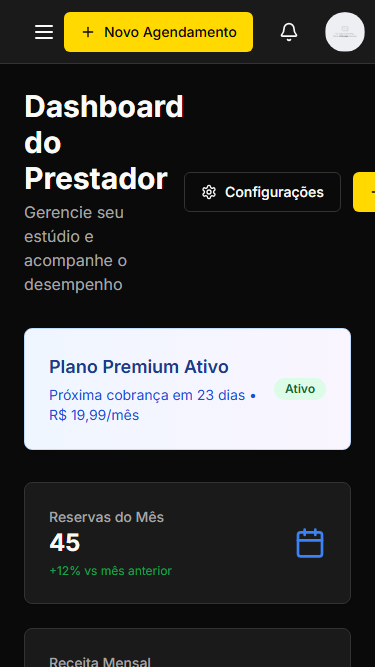 Novo Agendamento
Dashboard
do
Prestador
Gerencie seu
estúdio e
acompanhe o
desempenho
Configurações
Plano Premium Ativo
Próxima cobrança em 23 dias •
R$ 19,99/mês
Ativo
Reservas do Mês
45
+12% vs mês anterior
Receita Mensal